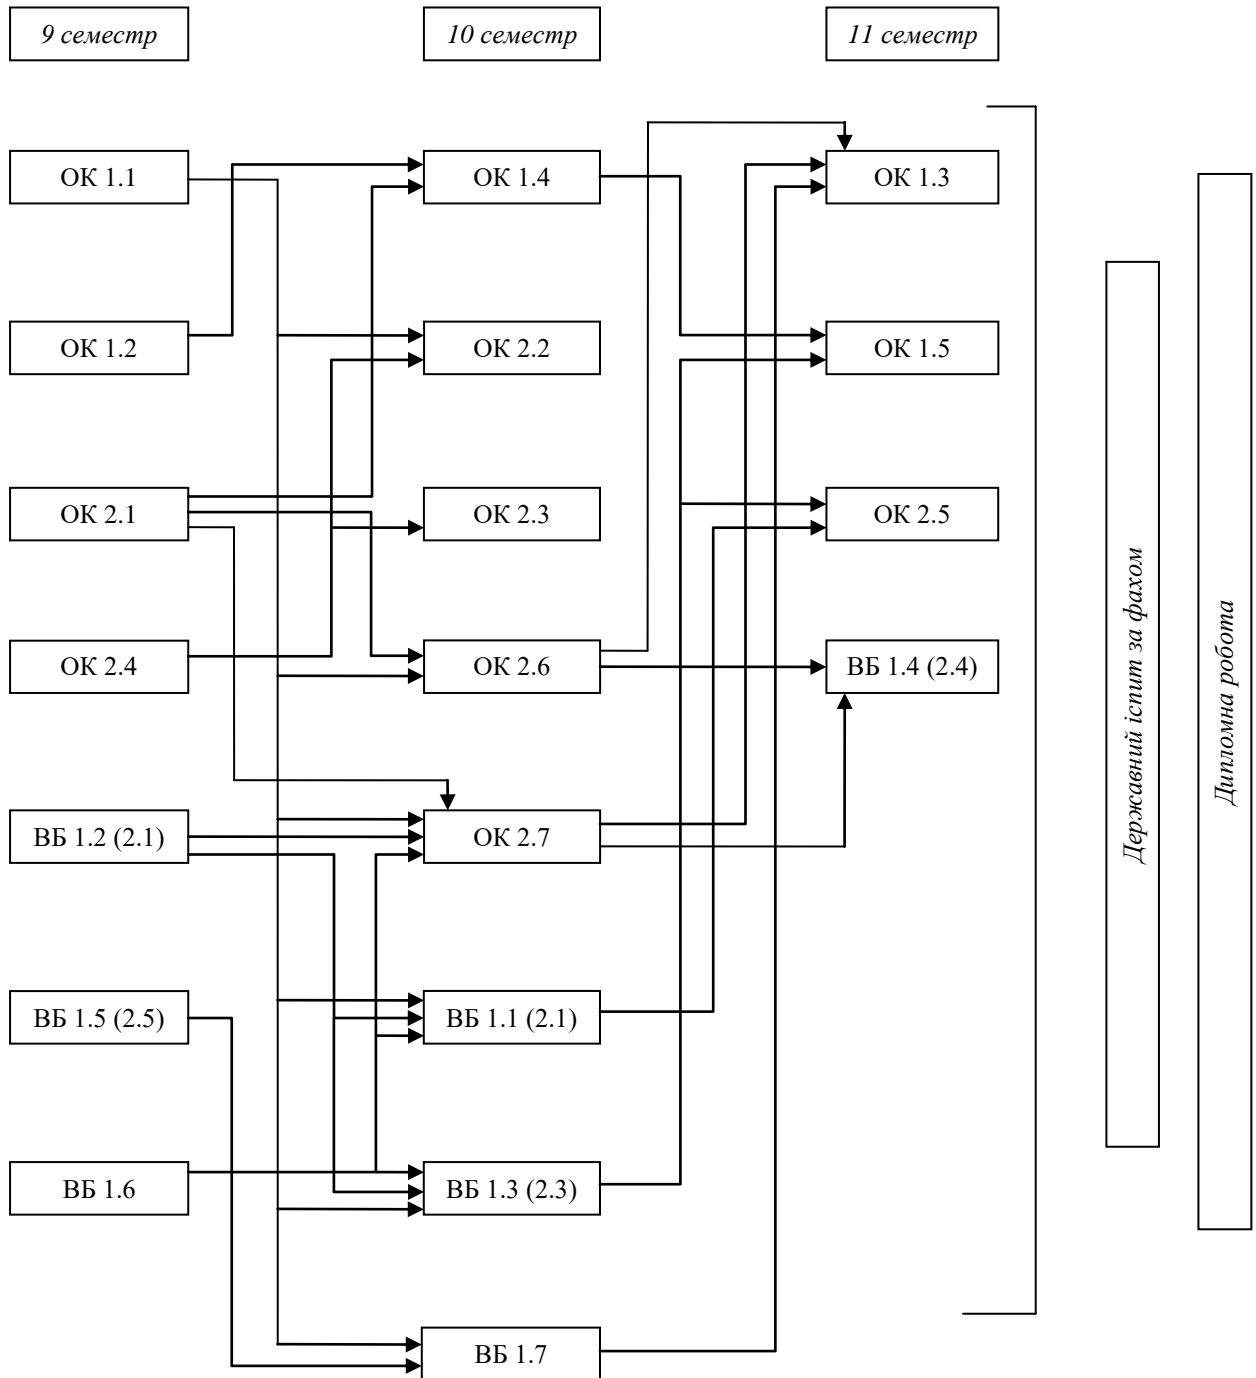 9 семестр
10 семестр
11 семестр
ОК 1.1
ОК 1.4
ОК 1.3
ОК 1.2
ОК 2.2
ОК 1.5
ОК 2.1
ОК 2.3
ОК 2.5
ОК 2.4
ОК 2.6
ВБ 1.4 (2.4)
ВБ 1.2 (2.1)
ОК 2.7
ВБ 1.5 (2.5)
ВБ 1.1 (2.1)
ВБ 1.6
ВБ 1.3 (2.3)
ВБ 1.7
Державний іспит за фахом
Дипломна робота